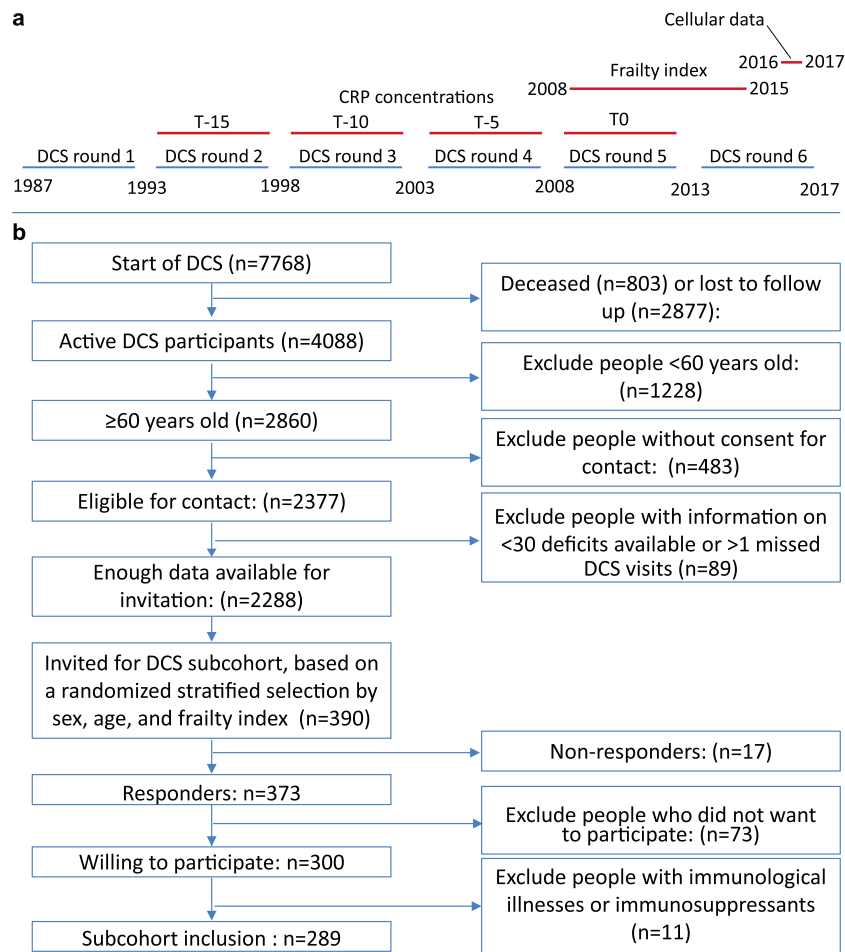 a
Cellular data
2016 2017
Frailty index
2008 2015
CRP concentrations
T-15 T-10 T-5 T0
DCS round 1 DCS round 2 DCS round 3 DCS round 4 DCS round 5 DCS round 6
1987 1993 1998 2003 2008 2013 2017
b
Start of DCS (n=7768)
Deceased (n=803) or lost to follow
up (n=2877):
Active DCS participants (n=4088)
Exclude people <60 years old:
(n=1228)
≥60 years old (n=2860)
Exclude people without consent for
contact: (n=483)
Eligible for contact: (n=2377)
Exclude people with information on
<30 deficits available or >1 missed
DCS visits (n=89)
Enough data available for
invitation: (n=2288)
Invited for DCS subcohort, based on
a randomized stratified selection by
sex, age, and frailty index (n=390)
Non-responders: (n=17)
Responders: n=373
Exclude people who did not want
to participate: (n=73)
Willing to participate: n=300
Exclude people with immunological
illnesses or immunosuppressants
(n=11)
Subcohort inclusion : n=289